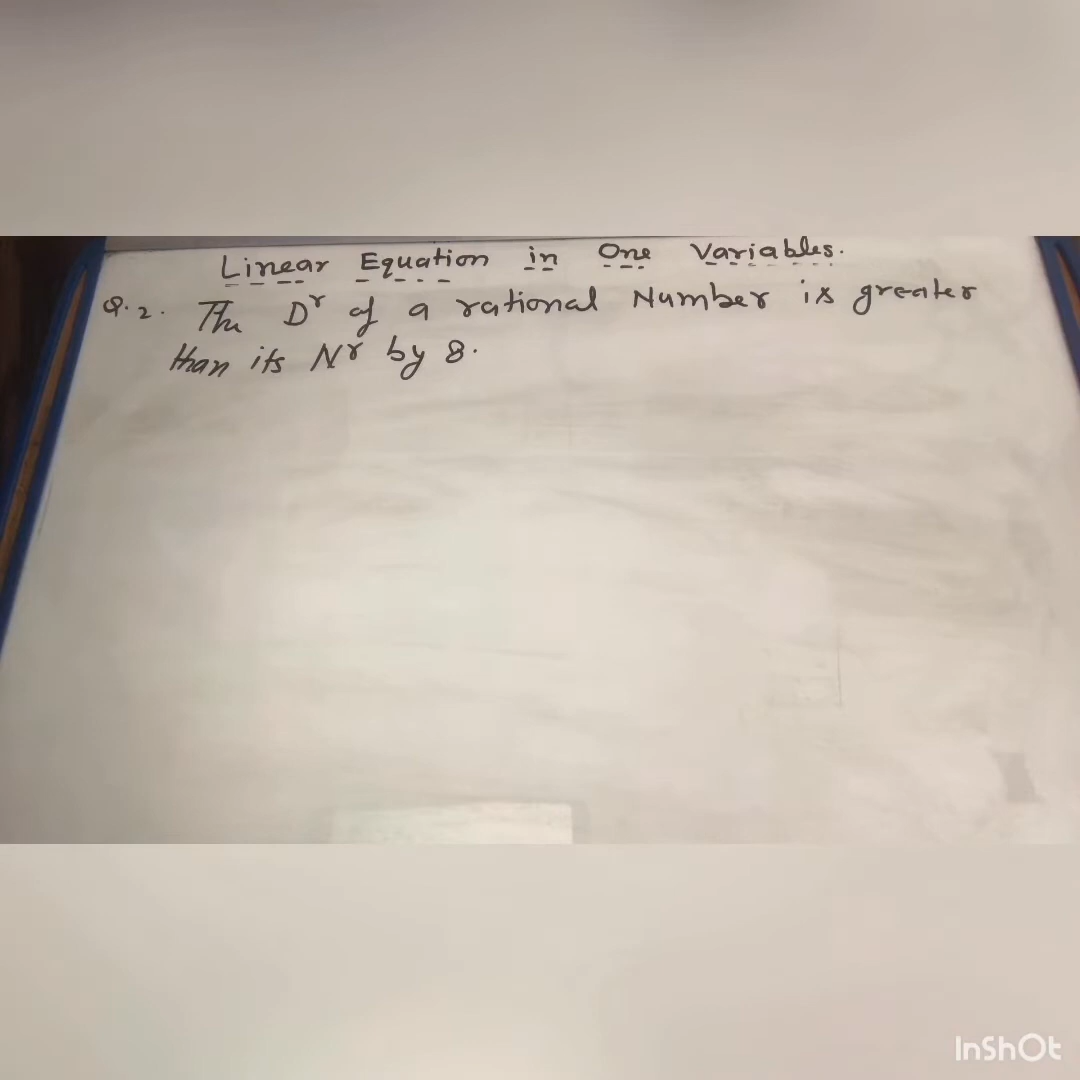 Linear Equation in One Variables.
Q.2. The Dr of a rational Number is greater
than its Nr by 8.
InShOt